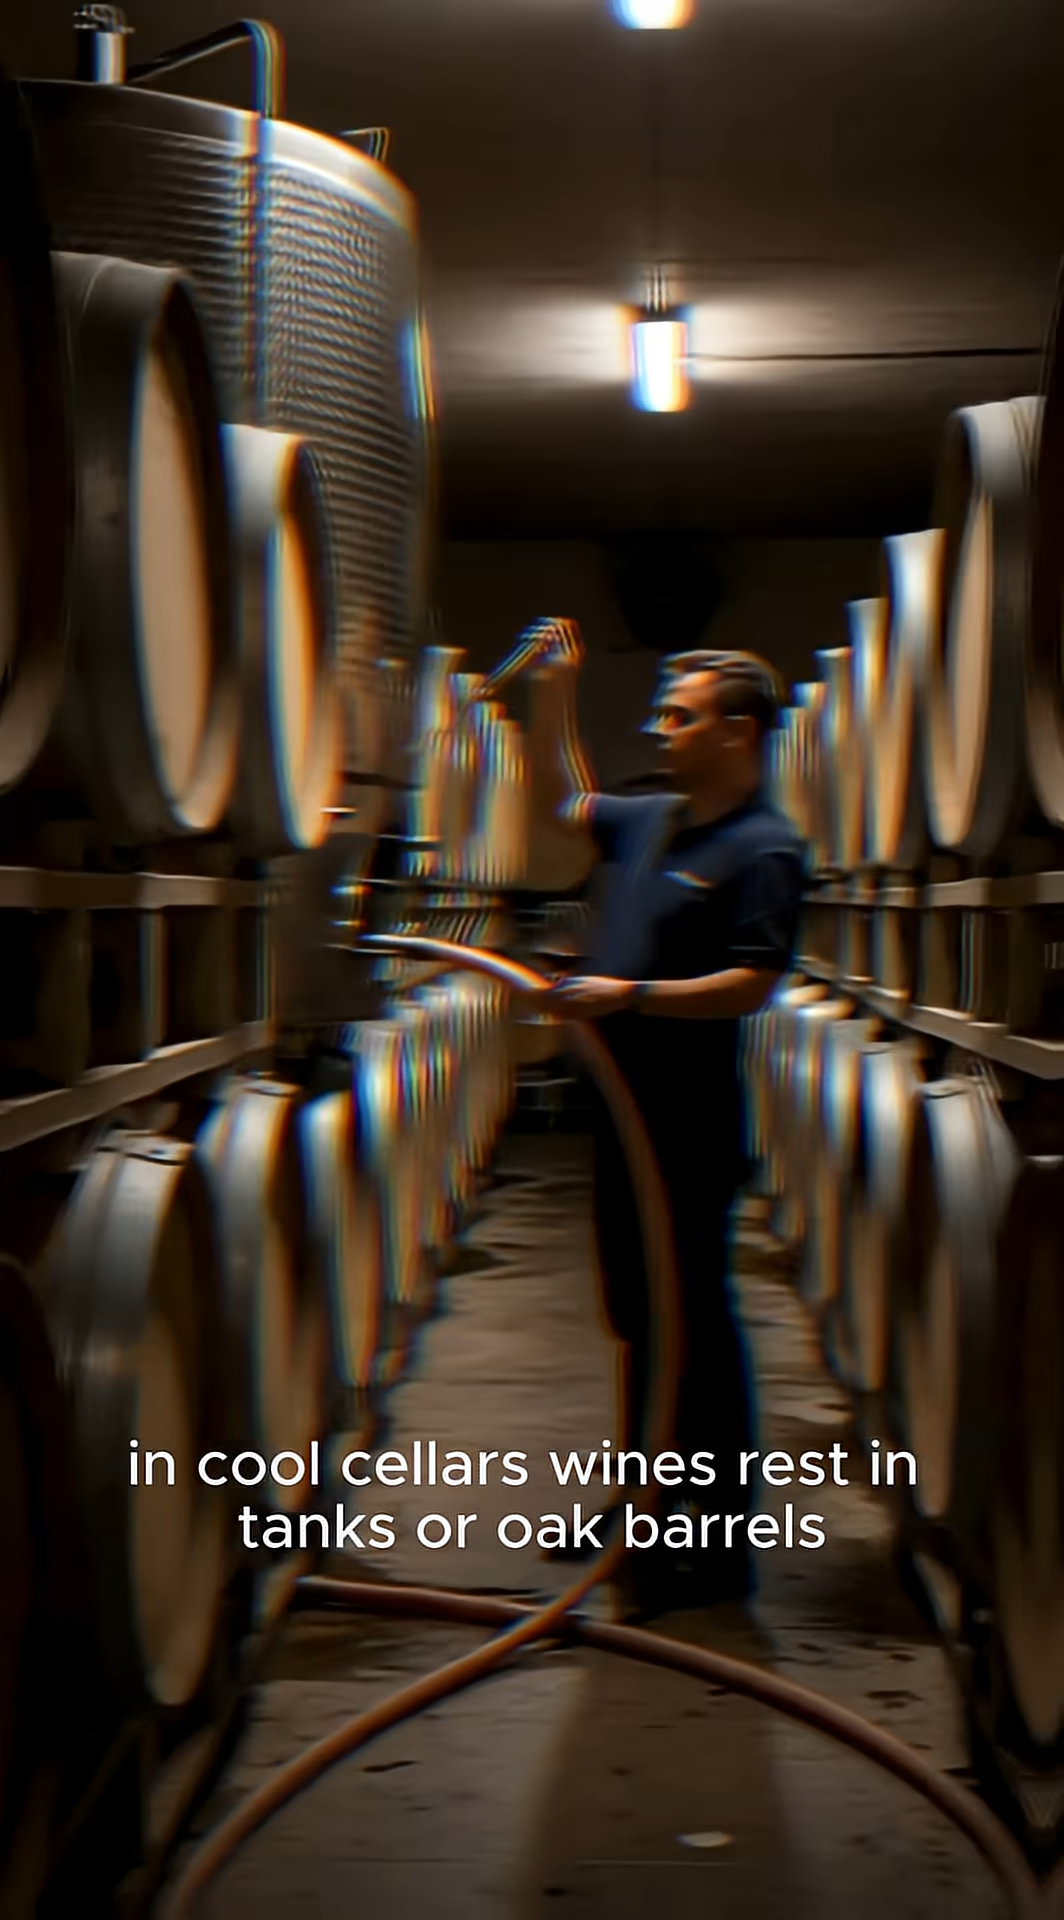 in cool cellars wines rest in
tanks or oak barrels